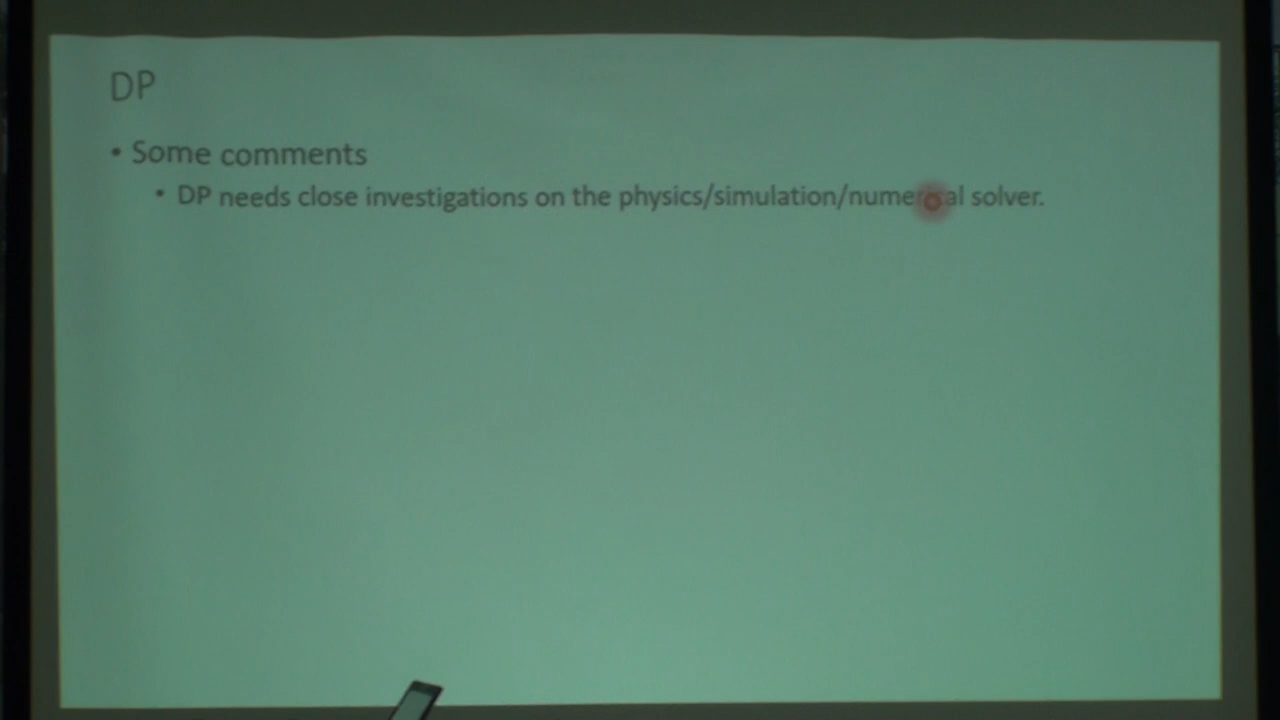 DP
• Some comments
• DP needs close investigations on the physics/simulation/numerical solver.